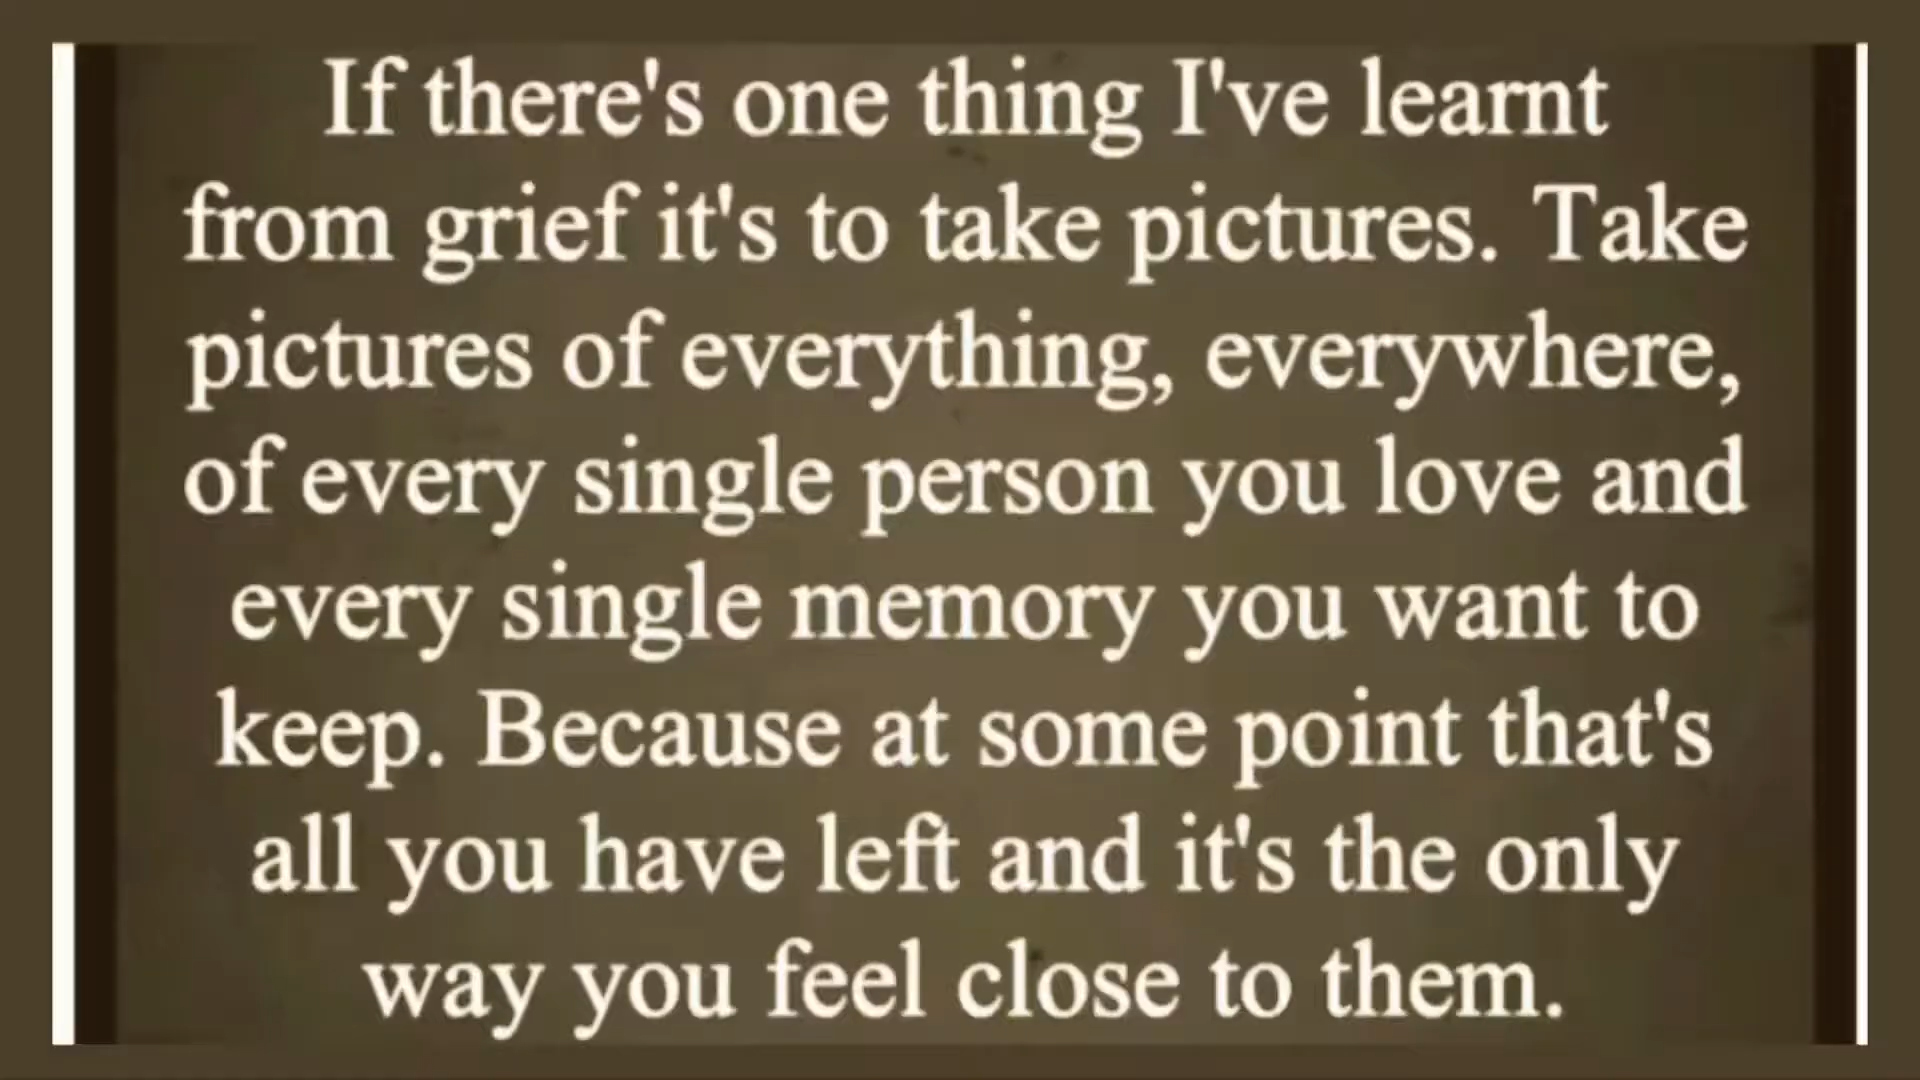 If there's one thing I've learnt
from grief it's to take pictures. Take
pictures of everything, everywhere,
of every single person you love and
every single memory you want to
keep. Because at some point that's
all you have left and it's the only
way you feel close to them.